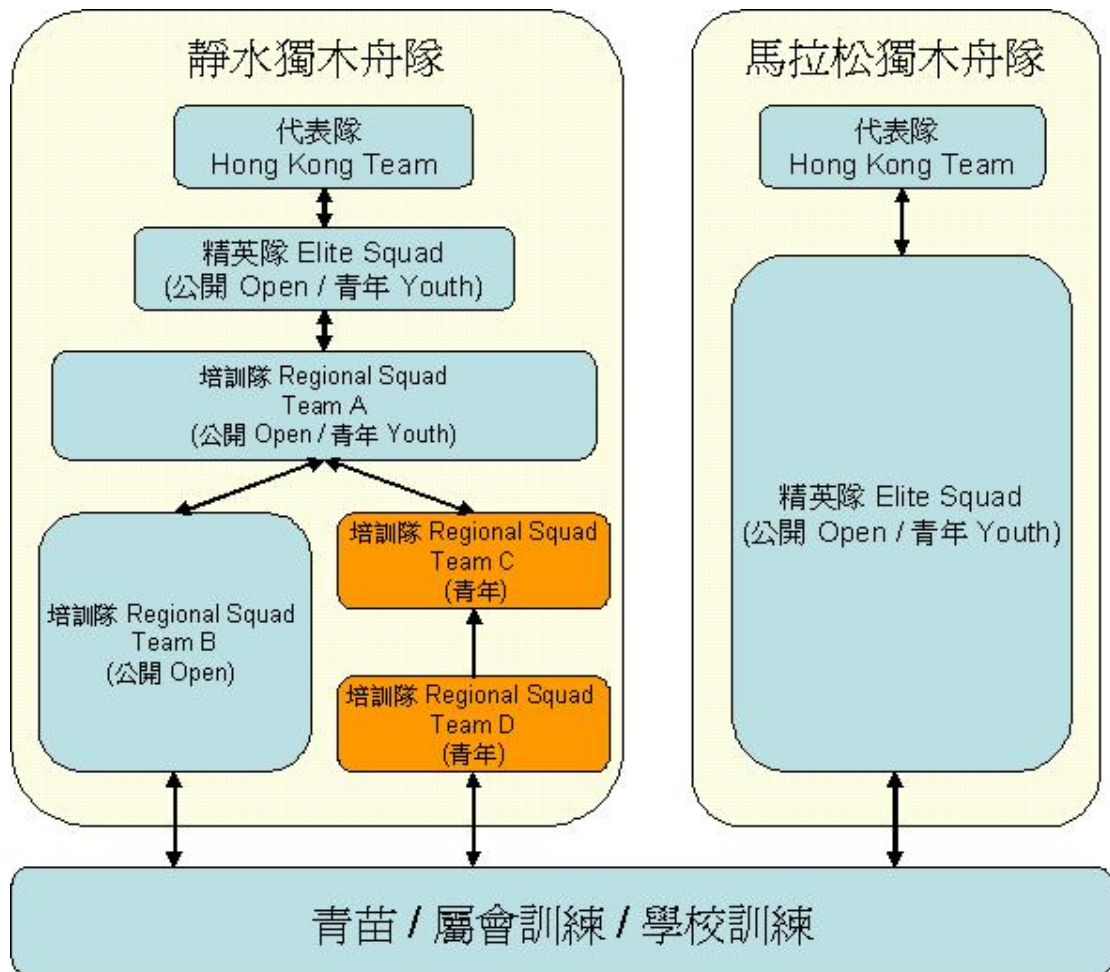 靜水獨木舟隊
代表隊
Hong Kong Team
精英隊 Elite Squad
(公開 Open / 青年 Youth)
培訓隊 Regional Squad
Team A
(公開 Open / 青年 Youth)
培訓隊 Regional Squad
Team B
(公開 Open)
培訓隊 Regional Squad
Team C
(青年)
培訓隊 Regional Squad
Team D
(青年)
馬拉松獨木舟隊
代表隊
Hong Kong Team
精英隊 Elite Squad
(公開 Open / 青年 Youth)
青苗 / 屬會訓練 / 學校訓練